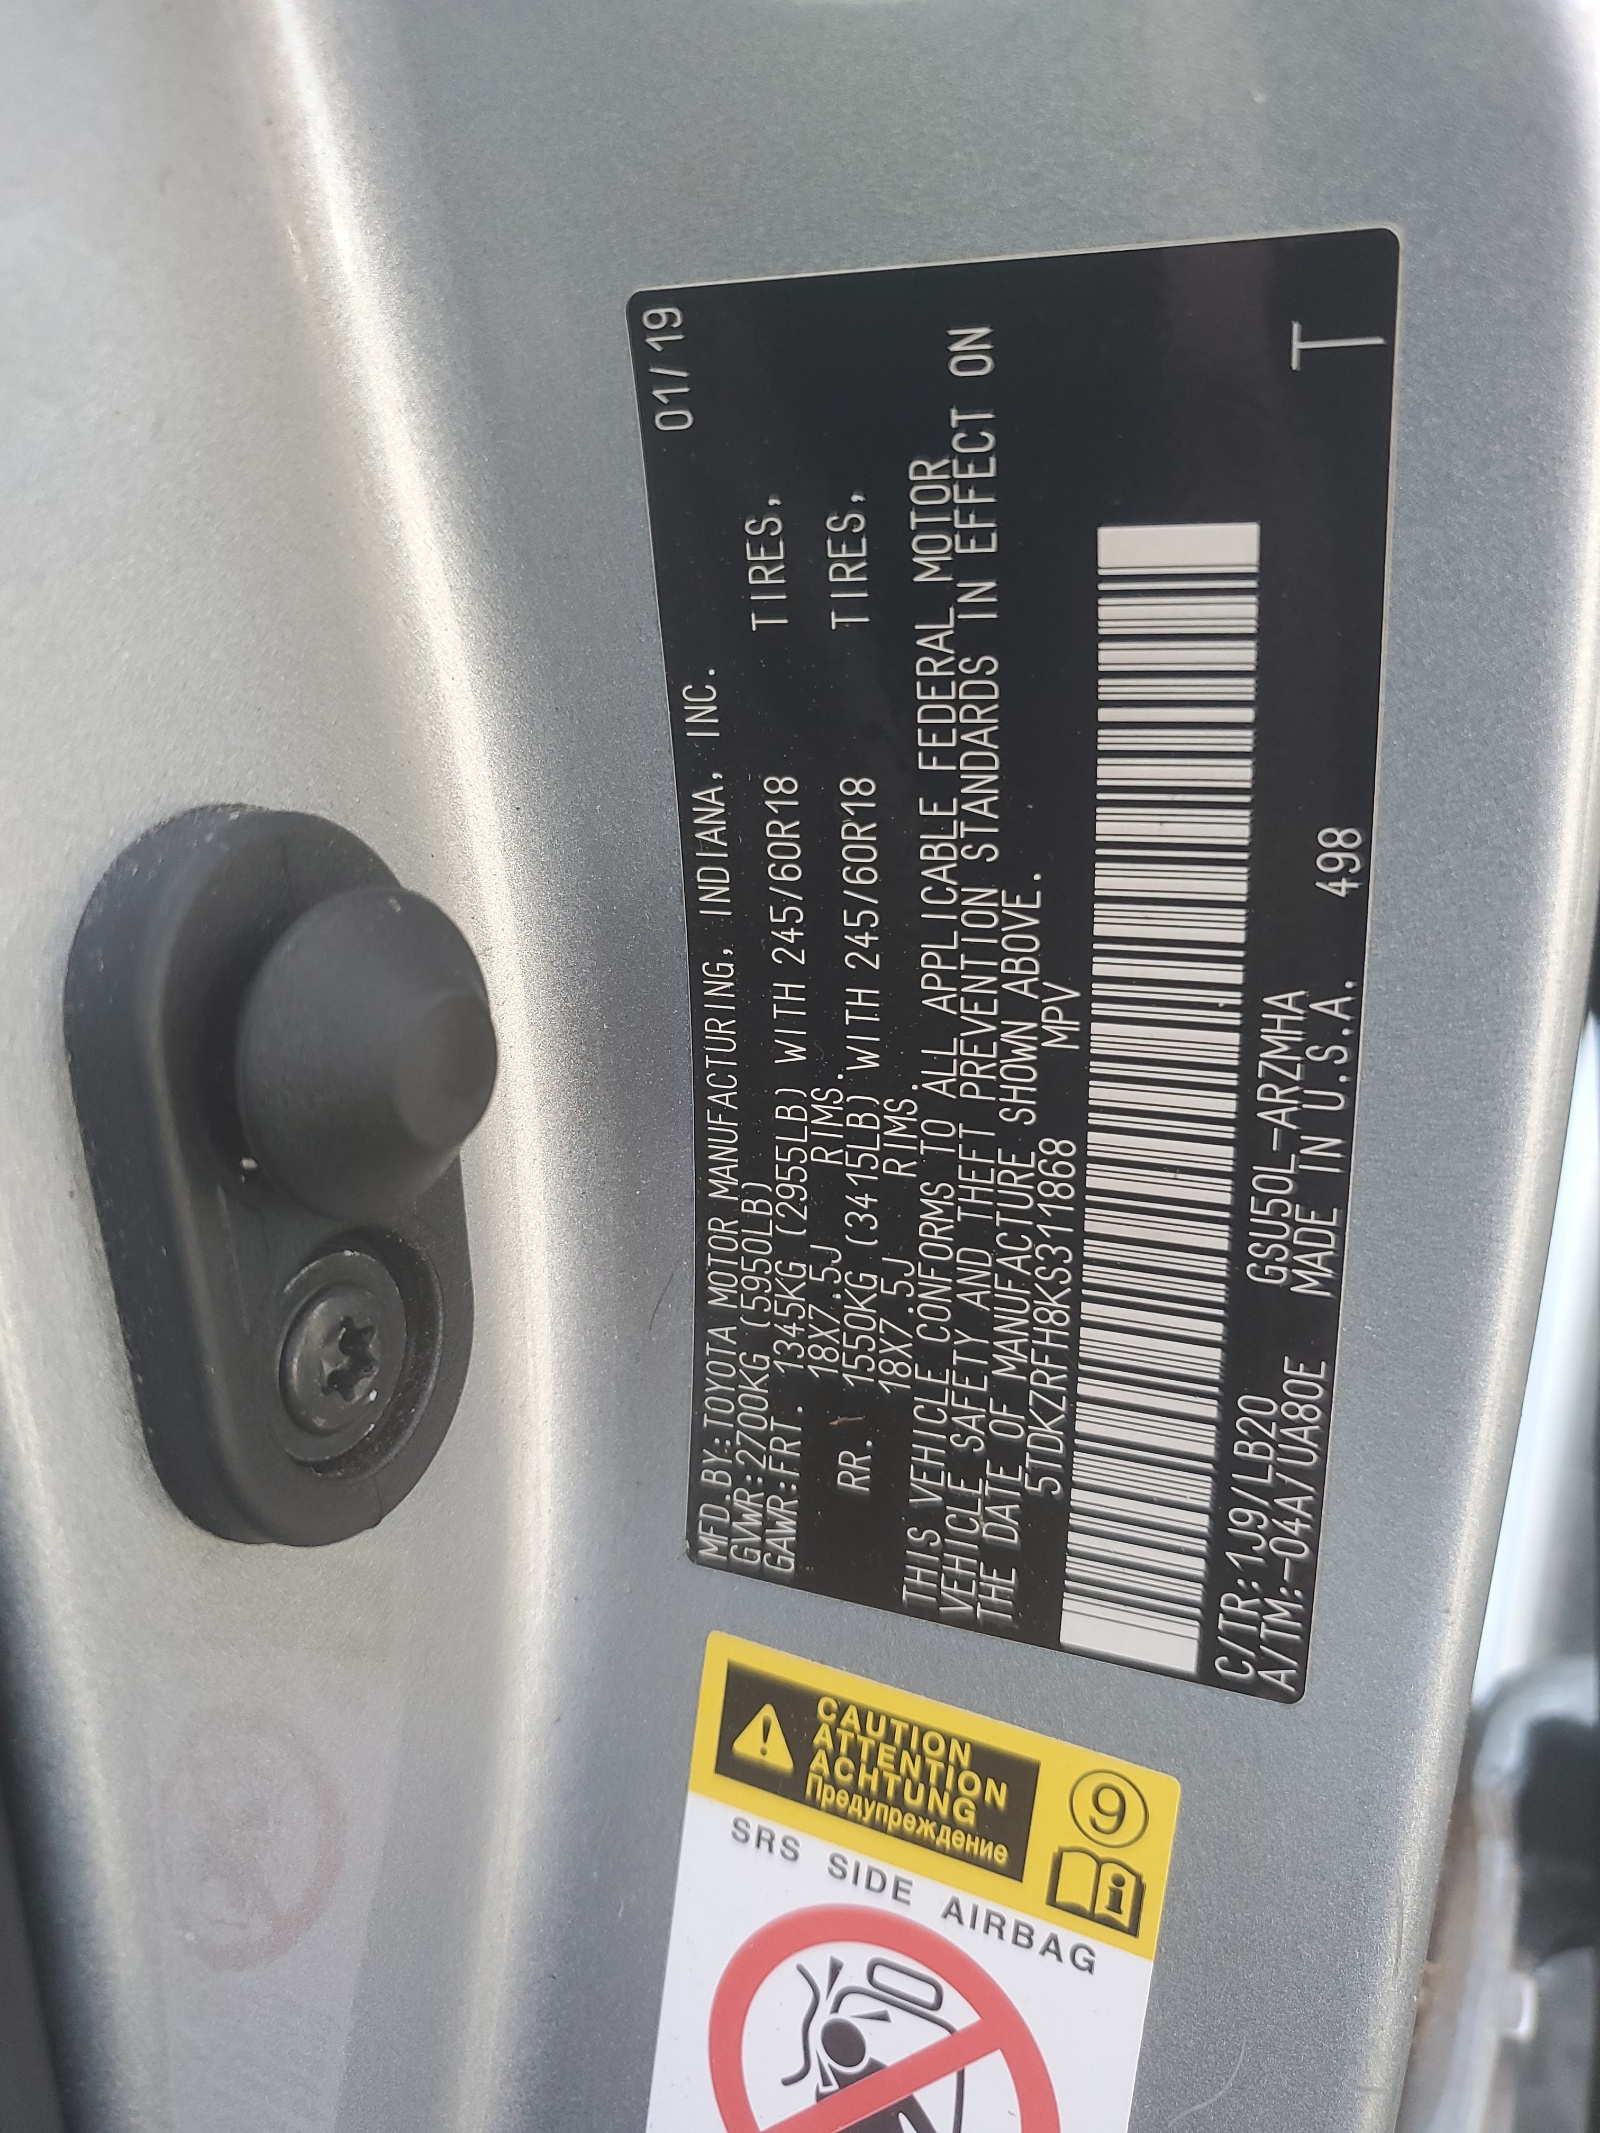 01/19
MFD.BY:TOYOTA MOTOR MANUFACTURING, INDIANA, INC.
GVWR:2700KG (5950LB)
GAWR:FRT. 1345KG (2955LB) WITH 245/60R18 TIRES,
18X7.5J RIMS.
RR. 1550KG (3415LB) WITH 245/60R18 TIRES,
18X7.5J RIMS.
THIS VEHICLE CONFORMS TO ALL APPLICABLE FEDERAL MOTOR
VEHICLE SAFETY AND THEFT PREVENTION STANDARDS IN EFFECT ON
THE DATE OF MANUFACTURE SHOWN ABOVE.
5TDKZRFH8KS311868 MPV
C/TR:1J9/LB20 GSU50L-ARZMHA
A/TM:-04A/UA80E MADE IN U.S.A. 498 T
CAUTION
ATTENTION
ACHTUNG
Предупреждение
9
SRS SIDE AIRBAG